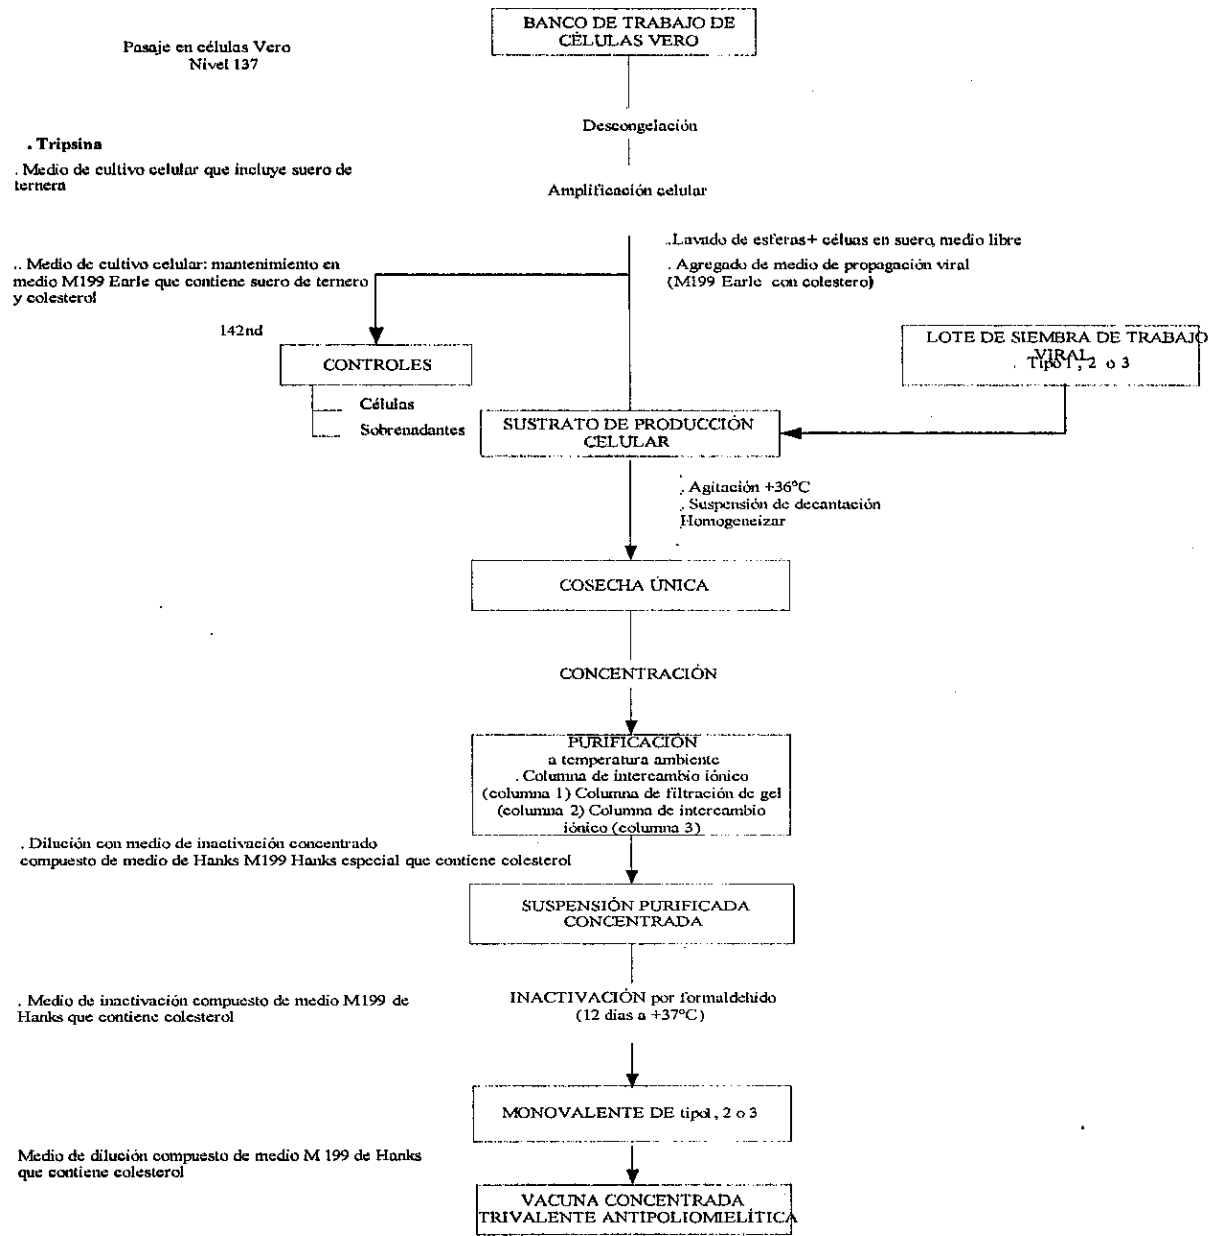 BANCO DE TRABAJO DE
CÉLULAS VERO
Pasaje en células Vero
Nivel 137
Descongelación
. Tripsina
. Medio de cultivo celular que incluye suero de
ternera
Amplificación celular
..Lavado de esferas+ céluas en suero, medio libre
. Agregado de medio de propagación viral
(M199 Earle con colesterol)
.. Medio de cultivo celular: mantenimiento en
medio M199 Earle que contiene suero de ternero
y colesterol
142nd
CONTROLES
Células
Sobrenadantes
LOTE DE SIEMBRA DE TRABAJO
VIRAL
. Tipo 1, 2 o 3
SUSTRATO DE PRODUCCIÓN
CELULAR
. Agitación +36°C
. Suspensión de decantación
Homogeneizar
.
COSECHA ÚNICA
CONCENTRACIÓN
PURIFICACIÓN
a temperatura ambiente
. Columna de intercambio iónico
(columna 1) Columna de filtración de gel
(columna 2) Columna de intercambio
iónico (columna 3)
. Dilución con medio de inactivación concentrado
compuesto de medio de Hanks M199 Hanks especial que contiene colesterol
SUSPENSIÓN PURIFICADA
CONCENTRADA
. Medio de inactivación compuesto de medio M199 de
Hanks que contiene colesterol
INACTIVACIÓN por formaldehído
(12 días a +37°C)
MONOVALENTE DE tipo1, 2 o 3
Medio de dilución compuesto de medio M 199 de Hanks
que contiene colesterol
VACUNA CONCENTRADA
TRIVALENTE ANTIPOLIOMIELÍTICA